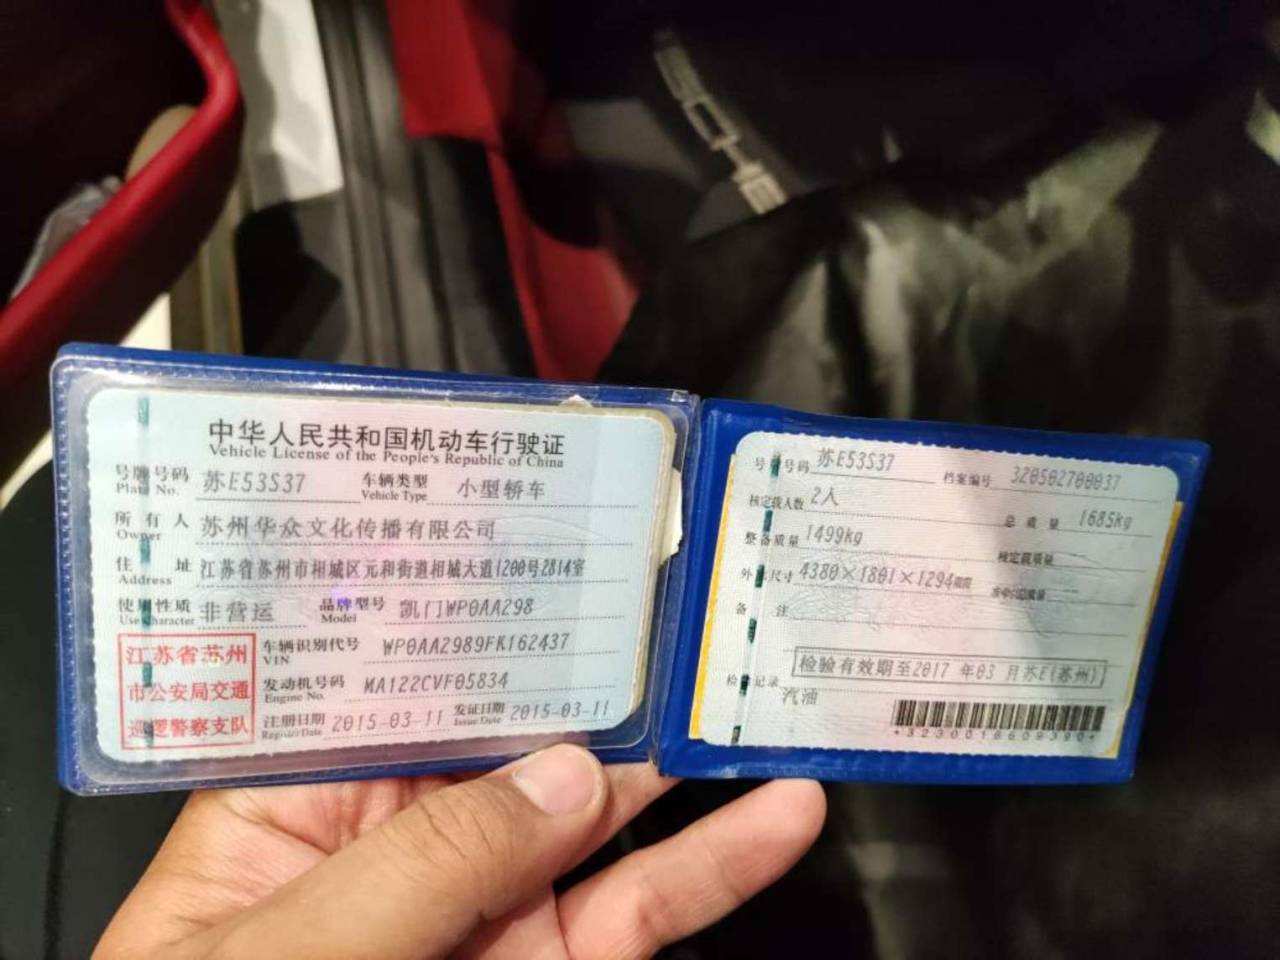 中华人民共和国机动车行驶证
Vehicle License of the People's Republic of China
号牌号码 苏E53S37 车辆类型 小型轿车
Plate No. Vehicle Type
所有人 苏州华众文化传播有限公司
Owner
住址 江苏省苏州市相城区元和街道相城大道1200号2814室
Address
使用性质 非营运 品牌型号 凯门WP0AA298
Use Character Model
江苏省苏州
市公安局交通
巡逻警察支队
车辆识别代号 WP0AA2989FK162437
VIN
发动机号码 MA122CVF05834
Engine No.
注册日期 2015-03-11 发证日期 2015-03-11
Register Date Issue Date
号牌号码 苏E53S37 档案编号 320502700037
核定载人数 2人 总质量 1685kg
整备质量 1499kg 核定载质量 --
外廓尺寸 4380×1801×1294毫米 准牵引总质量 --
备注
检验有效期至2017年03月苏E(苏州)
检验记录
汽油